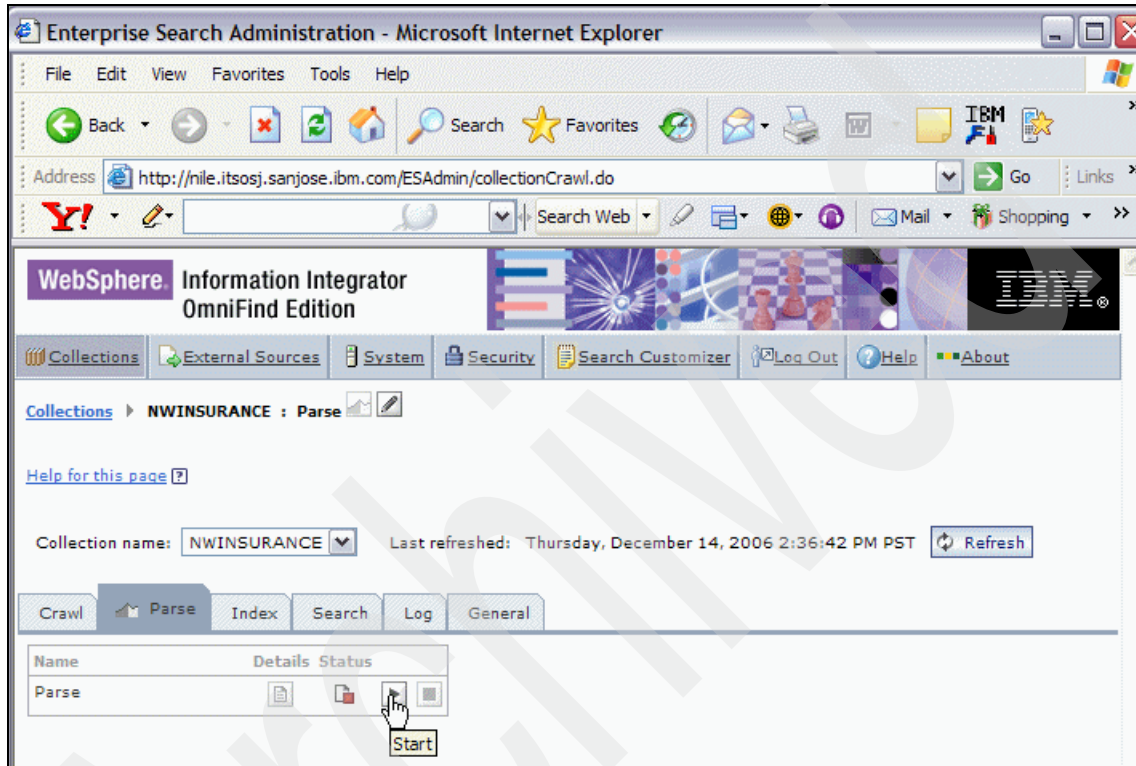 Enterprise Search Administration - Microsoft Internet Explorer
File Edit View Favorites Tools Help
Back Search Favorites IBM
Address http://nile.itsosj.sanjose.ibm.com/ESAdmin/collectionCrawl.do Go Links »
Y! Search Web Mail Shopping »
WebSphere. Information Integrator
OmniFind Edition
IBM®
Collections External Sources System Security Search Customizer Log Out Help About
Collections NWINSURANCE : Parse
Help for this page ?
Collection name: NWINSURANCE Last refreshed: Thursday, December 14, 2006 2:36:42 PM PST Refresh
Crawl Parse Index Search Log General
Name Details Status
Parse
Start